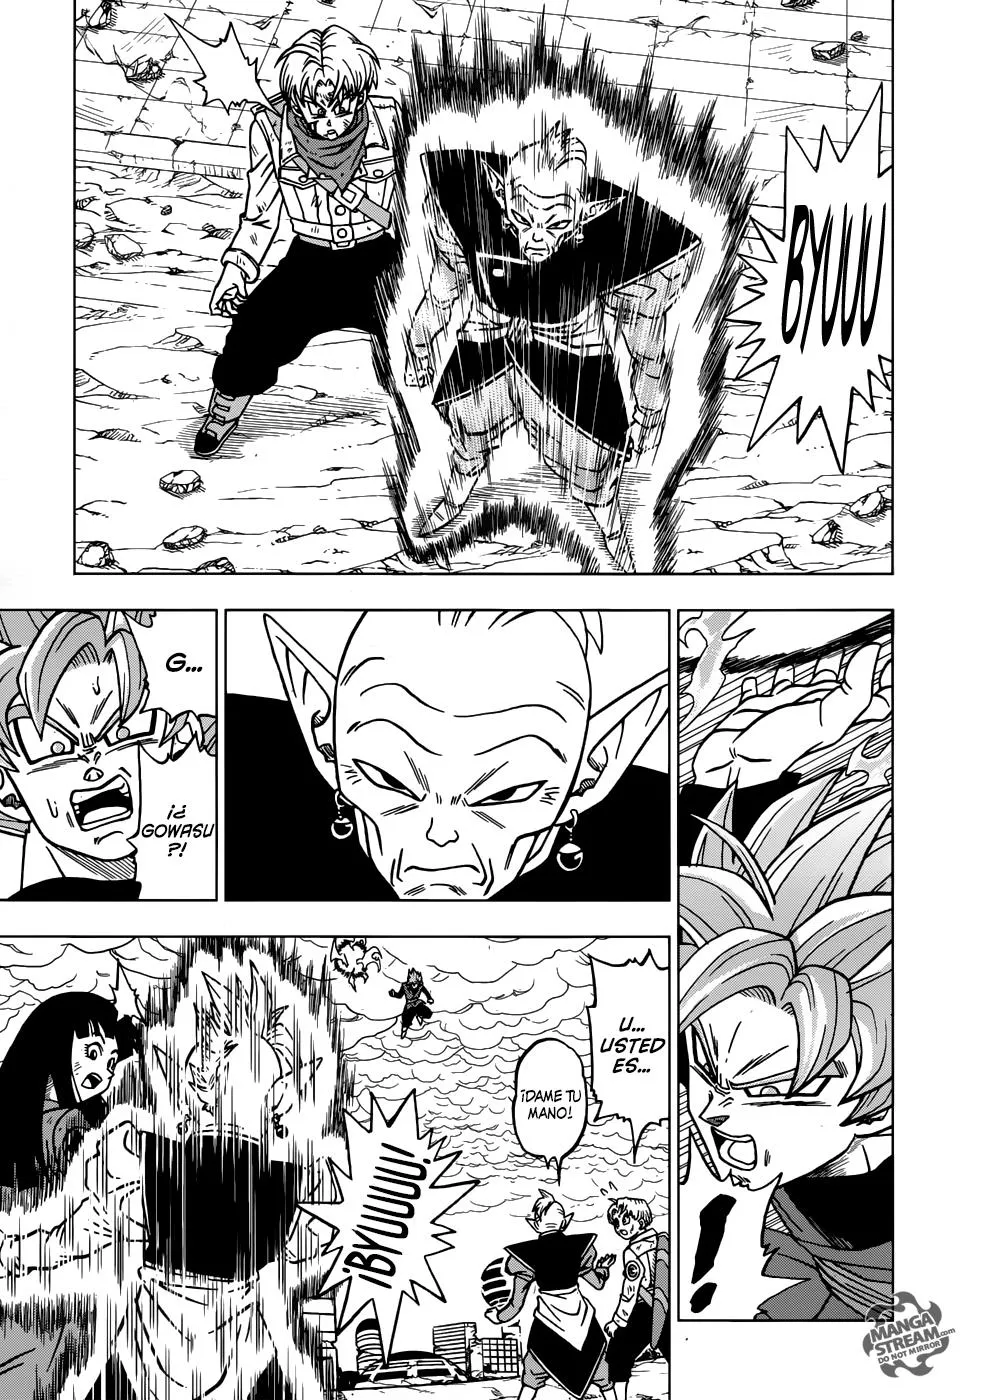 BYUUU
G...
¡¿
GOWASU
?!
U...
USTED
ES...
¡DAME TU
MANO!
¡BYUUUU!
MANGA
STREAM.com
DO NOT MIRROR